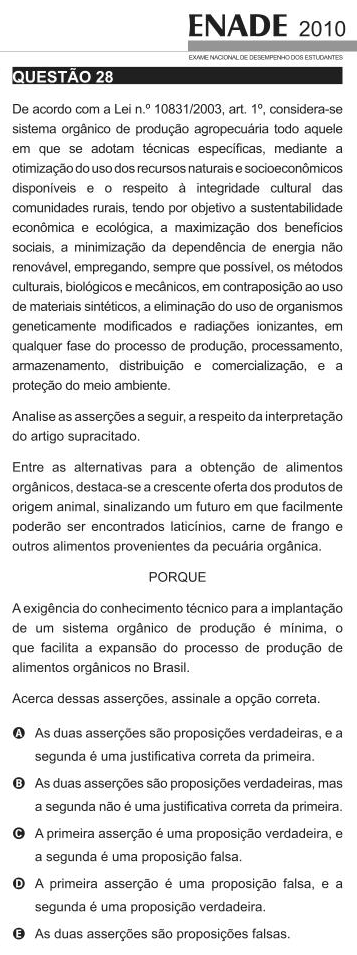 ENADE 2010
EXAME NACIONAL DE DESEMPENHO DOS ESTUDANTES
QUESTÃO 28
De acordo com a Lei n.º 10831/2003, art. 1º, considera-se
sistema orgânico de produção agropecuária todo aquele
em que se adotam técnicas específicas, mediante a
otimização do uso dos recursos naturais e socioeconômicos
disponíveis e o respeito à integridade cultural das
comunidades rurais, tendo por objetivo a sustentabilidade
econômica e ecológica, a maximização dos benefícios
sociais, a minimização da dependência de energia não
renovável, empregando, sempre que possível, os métodos
culturais, biológicos e mecânicos, em contraposição ao uso
de materiais sintéticos, a eliminação do uso de organismos
geneticamente modificados e radiações ionizantes, em
qualquer fase do processo de produção, processamento,
armazenamento, distribuição e comercialização, e a
proteção do meio ambiente.
Analise as asserções a seguir, a respeito da interpretação
do artigo supracitado.
Entre as alternativas para a obtenção de alimentos
orgânicos, destaca-se a crescente oferta dos produtos de
origem animal, sinalizando um futuro em que facilmente
poderão ser encontrados laticínios, carne de frango e
outros alimentos provenientes da pecuária orgânica.
PORQUE
A exigência do conhecimento técnico para a implantação
de um sistema orgânico de produção é mínima, o
que facilita a expansão do processo de produção de
alimentos orgânicos no Brasil.
Acerca dessas asserções, assinale a opção correta.
A As duas asserções são proposições verdadeiras, e a
segunda é uma justificativa correta da primeira.
B As duas asserções são proposições verdadeiras, mas
a segunda não é uma justificativa correta da primeira.
C A primeira asserção é uma proposição verdadeira, e
a segunda é uma proposição falsa.
D A primeira asserção é uma proposição falsa, e a
segunda é uma proposição verdadeira.
E As duas asserções são proposições falsas.